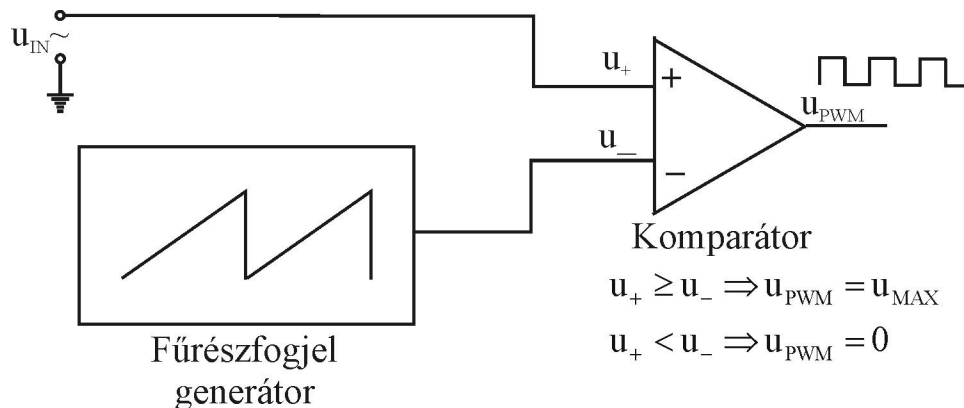 u_IN ~
u_+
+
u_PWM
u_−
−
Komparátor
u_+ ≥ u_- ⇒ u_PWM = u_MAX
u_+ < u_- ⇒ u_PWM = 0
Fűrészfogjel
generátor